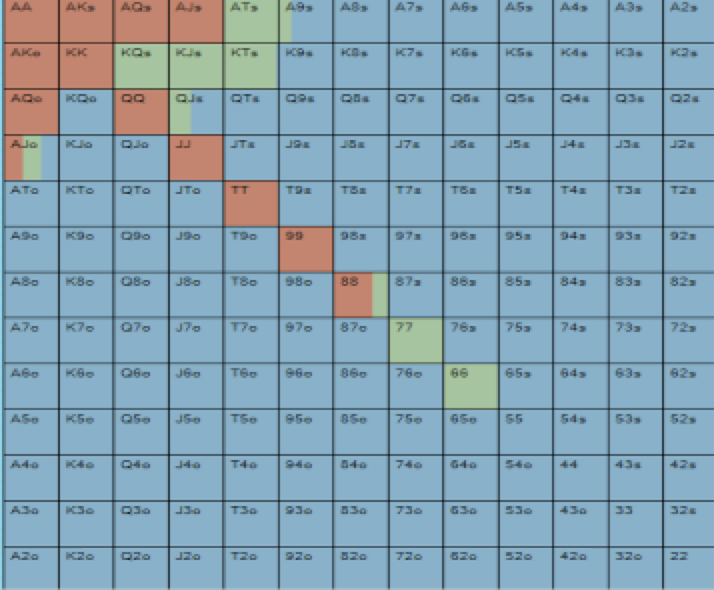 AA AKs AQs AJs ATs A9s A8s A7s A6s A5s A4s A3s A2s
AKo KK KQs KJs KTs K9s K8s K7s K6s K5s K4s K3s K2s
AQo KQo QQ QJs QTs Q9s Q8s Q7s Q6s Q5s Q4s Q3s Q2s
AJo KJo QJo JJ JTs J9s J8s J7s J6s J5s J4s J3s J2s
ATo KTo QTo JTo TT T9s T8s T7s T6s T5s T4s T3s T2s
A9o K9o Q9o J9o T9o 99 98s 97s 96s 95s 94s 93s 92s
A8o K8o Q8o J8o T8o 98o 88 87s 86s 85s 84s 83s 82s
A7o K7o Q7o J7o T7o 97o 87o 77 76s 75s 74s 73s 72s
A6o K6o Q6o J6o T6o 96o 86o 76o 66 65s 64s 63s 62s
A5o K5o Q5o J5o T5o 95o 85o 75o 65o 55 54s 53s 52s
A4o K4o Q4o J4o T4o 94o 84o 74o 64o 54o 44 43s 42s
A3o K3o Q3o J3o T3o 93o 83o 73o 63o 53o 43o 33 32s
A2o K2o Q2o J2o T2o 92o 82o 72o 62o 52o 42o 32o 22